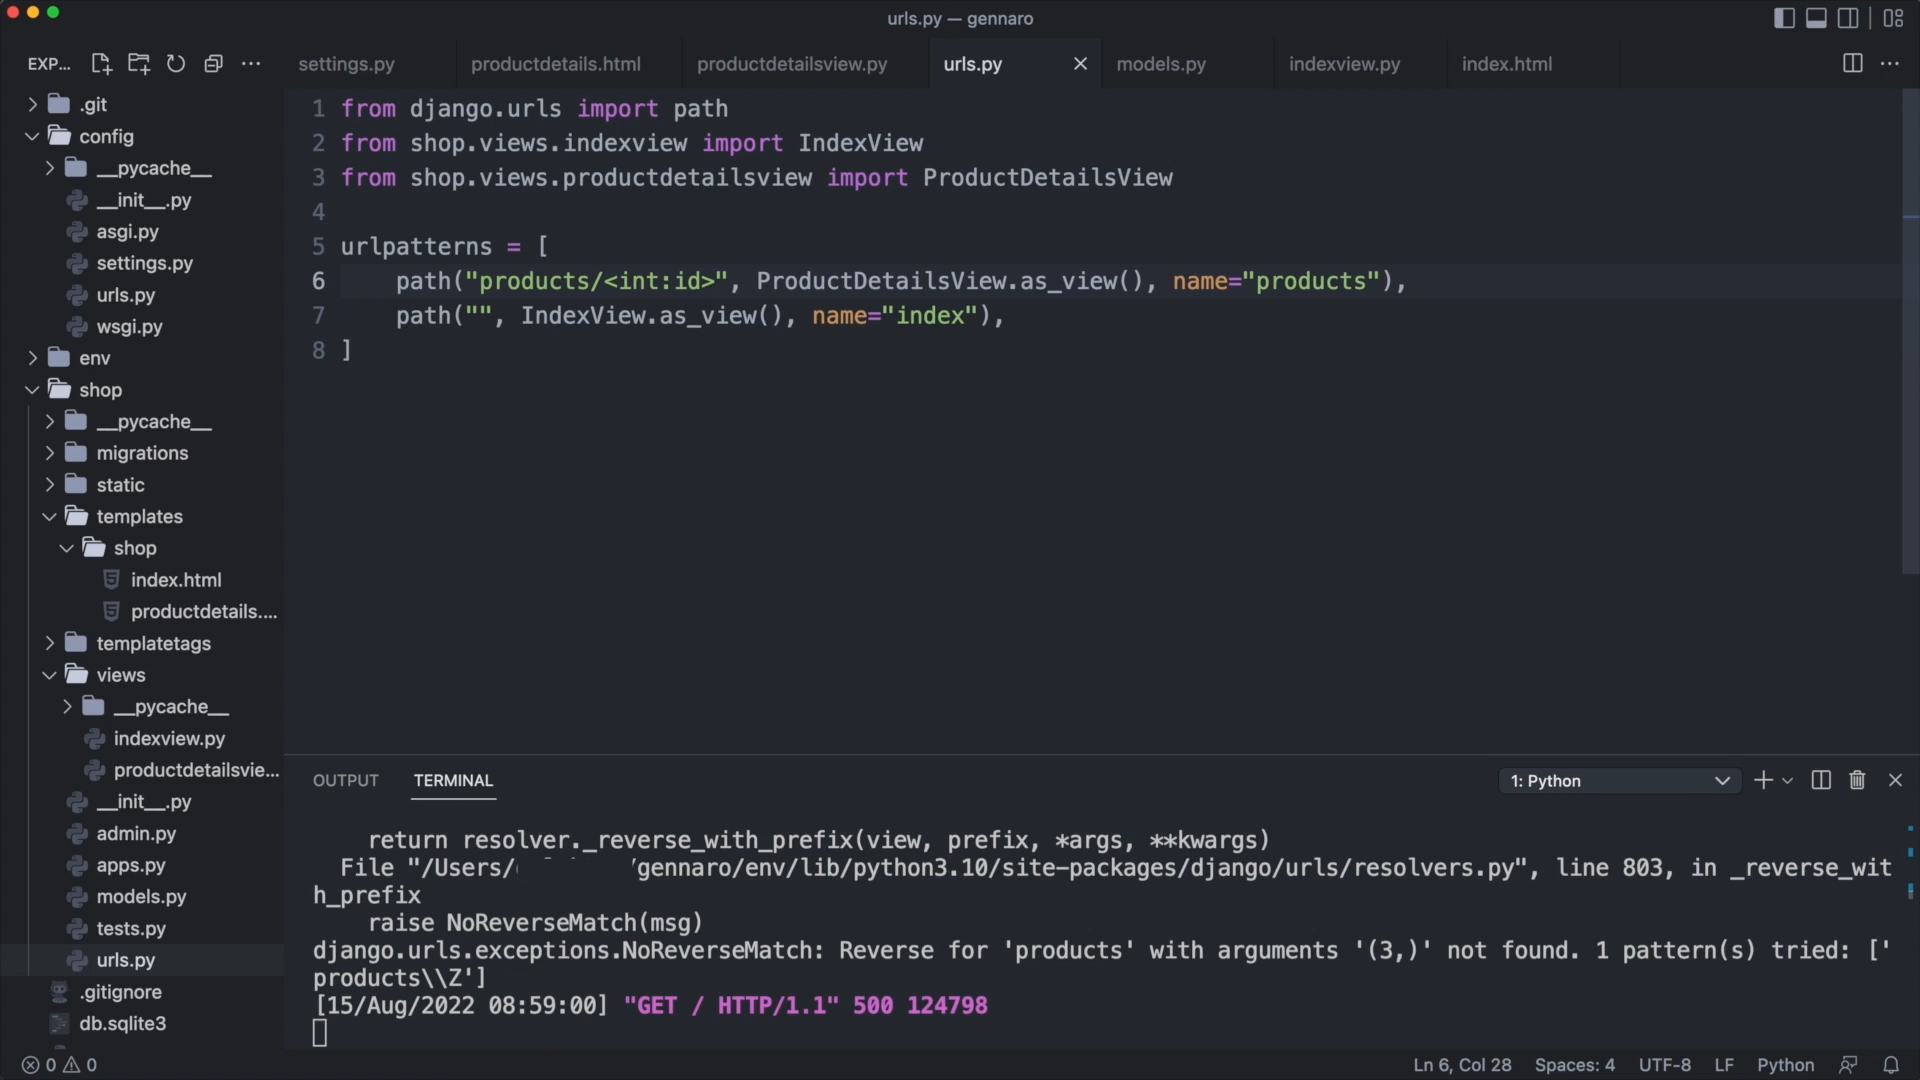 urls.py — gennaro
EXP...
settings.py
productdetails.html
productdetailsview.py
urls.py
models.py
indexview.py
index.html
.git
config
__pycache__
__init__.py
asgi.py
settings.py
urls.py
wsgi.py
env
shop
__pycache__
migrations
static
templates
shop
index.html
productdetails....
templatetags
views
__pycache__
indexview.py
productdetailsvie...
__init__.py
admin.py
apps.py
models.py
tests.py
urls.py
.gitignore
db.sqlite3
1 from django.urls import path
2 from shop.views.indexview import IndexView
3 from shop.views.productdetailsview import ProductDetailsView
4
5 urlpatterns = [
6     path("products/<int:id>", ProductDetailsView.as_view(), name="products"),
7     path("", IndexView.as_view(), name="index"),
8 ]
OUTPUT TERMINAL
1: Python
    return resolver._reverse_with_prefix(view, prefix, *args, **kwargs)
  File "/Users/ /gennaro/env/lib/python3.10/site-packages/django/urls/resolvers.py", line 803, in _reverse_wit
h_prefix
    raise NoReverseMatch(msg)
django.urls.exceptions.NoReverseMatch: Reverse for 'products' with arguments '(3,)' not found. 1 pattern(s) tried: ['
products\\Z']
[15/Aug/2022 08:59:00] "GET / HTTP/1.1" 500 124798
0 0
Ln 6, Col 28 Spaces: 4 UTF-8 LF Python